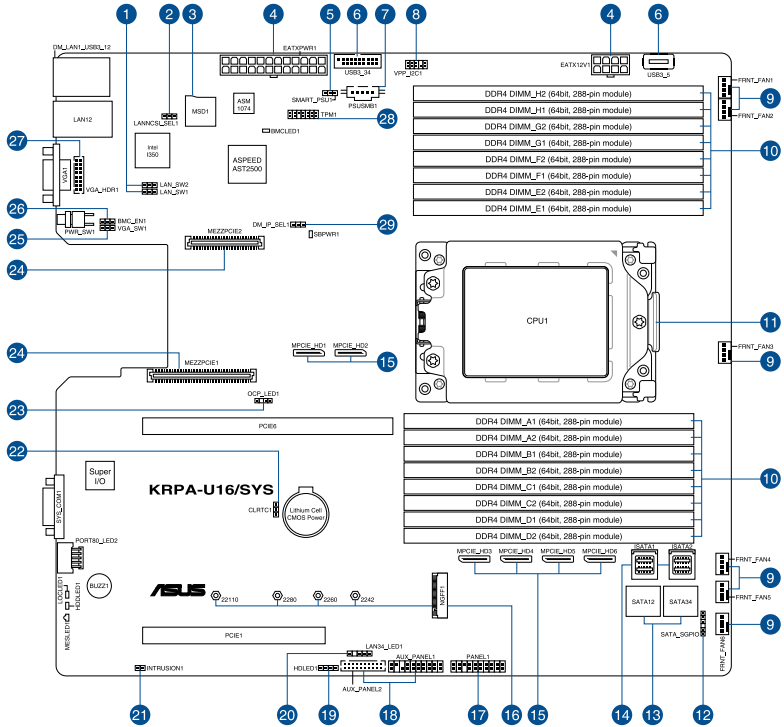 1
2
3
4
5
6
7
8
4
6
DM_LAN1_USB3_12
EATXPWR1
USB3_34
VPP_I2C1
EATX12V1
USB3_5
SMART_PSU1
PSUSMB1
FRNT_FAN1
9
FRNT_FAN2
MSD1
ASM
1074
LANNCSI_SEL1
TPM1
28
BMCLED1
LAN12
Intel
I350
ASPEED
AST2500
27
VGA1
VGA_HDR1
LAN_SW2
LAN_SW1
DDR4 DIMM_H2 (64bit, 288-pin module)
DDR4 DIMM_H1 (64bit, 288-pin module)
DDR4 DIMM_G2 (64bit, 288-pin module)
DDR4 DIMM_G1 (64bit, 288-pin module)
DDR4 DIMM_F2 (64bit, 288-pin module)
DDR4 DIMM_F1 (64bit, 288-pin module)
DDR4 DIMM_E2 (64bit, 288-pin module)
DDR4 DIMM_E1 (64bit, 288-pin module)
10
26
BMC_EN1
VGA_SW1
PWR_SW1
25
DM_IP_SEL1
29
SBPWR1
MEZZPCIE2
24
CPU1
11
MPCIE_HD1
MPCIE_HD2
15
FRNT_FAN3
9
24
MEZZPCIE1
OCP_LED1
23
PCIE6
22
CLRTC1
Super
I/O
KRPA-U16/SYS
Lithium Cell
CMOS Power
SYS_COM1
DDR4 DIMM_A1 (64bit, 288-pin module)
DDR4 DIMM_A2 (64bit, 288-pin module)
DDR4 DIMM_B1 (64bit, 288-pin module)
DDR4 DIMM_B2 (64bit, 288-pin module)
DDR4 DIMM_C1 (64bit, 288-pin module)
DDR4 DIMM_C2 (64bit, 288-pin module)
DDR4 DIMM_D1 (64bit, 288-pin module)
DDR4 DIMM_D2 (64bit, 288-pin module)
10
PORT80_LED2
MPCIE_HD3
MPCIE_HD4
MPCIE_HD5
MPCIE_HD6
ISATA1
ISATA2
FRNT_FAN4
9
FRNT_FAN5
LOCLED1
HDDLED1
MESLED1
BUZZ1
ASUS
22110
2280
2260
2242
NGFF1
SATA12
SATA34
SATA_SGPIO
FRNT_FAN6
9
PCIE1
LAN34_LED1
INTRUSION1
HDLED1
AUX_PANEL1
PANEL1
AUX_PANEL2
21
20
19
18
17
16
15
14
13
12